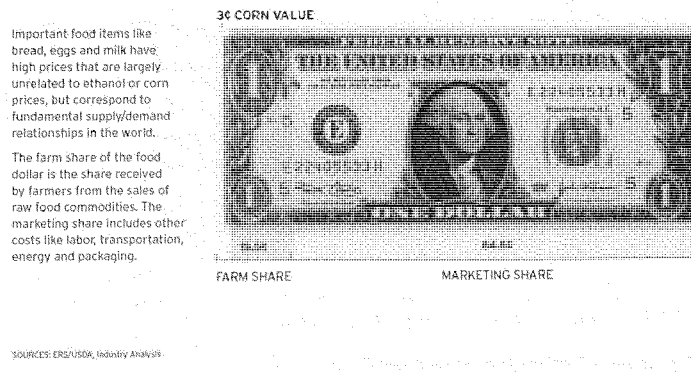 3¢ CORN VALUE
Important food items like
bread, eggs and milk have
high prices that are largely
unrelated to ethanol or corn
prices, but correspond to
fundamental supply/demand
relationships in the world.
The farm share of the food
dollar is the share received
by farmers from the sales of
raw food commodities. The
marketing share includes other
costs like labor, transportation,
energy and packaging.
FEDERAL RESERVE NOTE
THE UNITED STATES OF AMERICA
ONE DOLLAR
FARM SHARE
MARKETING SHARE
SOURCES: ERS/USDA, Industry Analysis